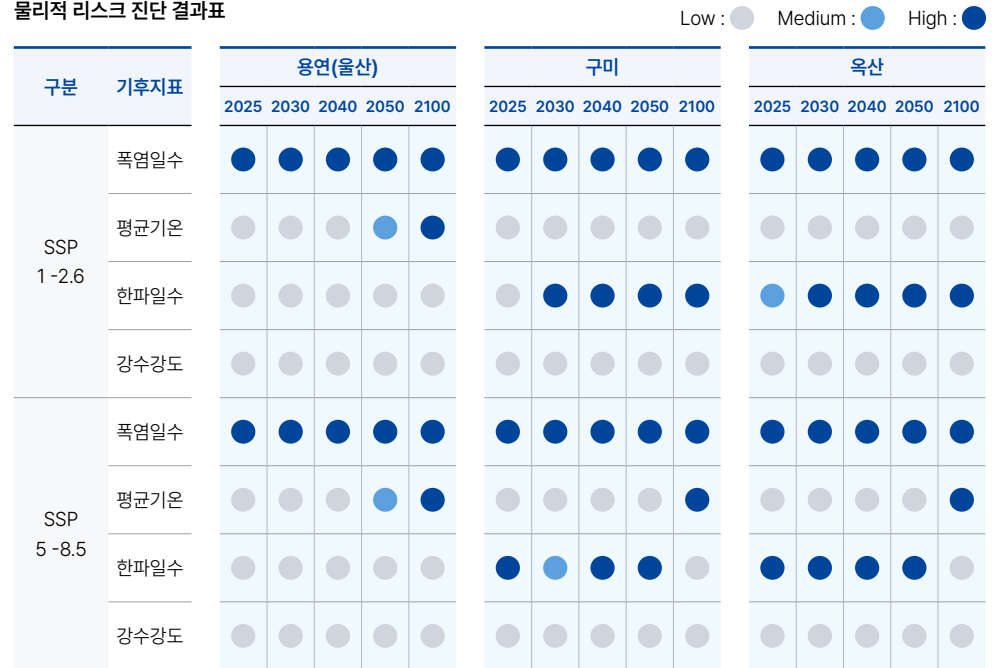 물리적 리스크 진단 결과표
Low : Medium : High :
구분 기후지표 용연(울산) 구미 옥산
2025 2030 2040 2050 2100 2025 2030 2040 2050 2100 2025 2030 2040 2050 2100
SSP
1 -2.6
폭염일수
평균기온
한파일수
강수강도
SSP
5 -8.5
폭염일수
평균기온
한파일수
강수강도